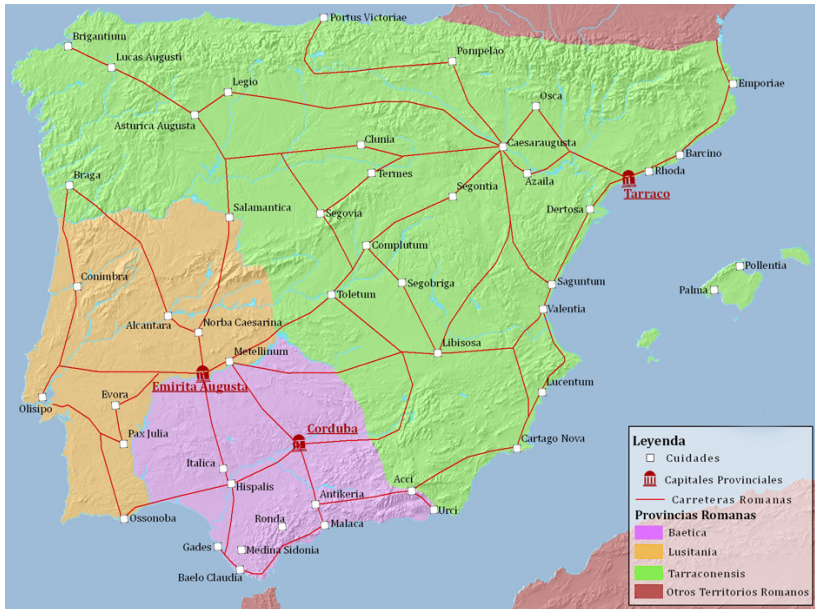 Portus Victoriae
Brigantium
Lucas Augusti
Pompelao
Legio
Osca
Emporiae
Asturica Augusta
Clunia
Caesaraugusta
Barcino
Termes
Azaila
Rhoda
Braga
Segontia
Tarraco
Salamantica
Segovia
Dertosa
Complutum
Pollentia
Conimbra
Segobriga
Saguntum
Palma
Toletum
Valentia
Alcantara
Norba Caesarina
Libisosa
Metellinum
Emirita Augusta
Lucentum
Evora
Olisipo
Corduba
Pax Julia
Cartago Nova
Italica
Acci
Hispalis
Antikeria
Urci
Ossonoba
Ronda
Malaca
Gades
Medina Sidonia
Baelo Claudia
Leyenda
Cuidades
Capitales Provinciales
Carreteras Romanas
Provincias Romanas
Baetica
Lusitania
Tarraconensis
Otros Territorios Romanos